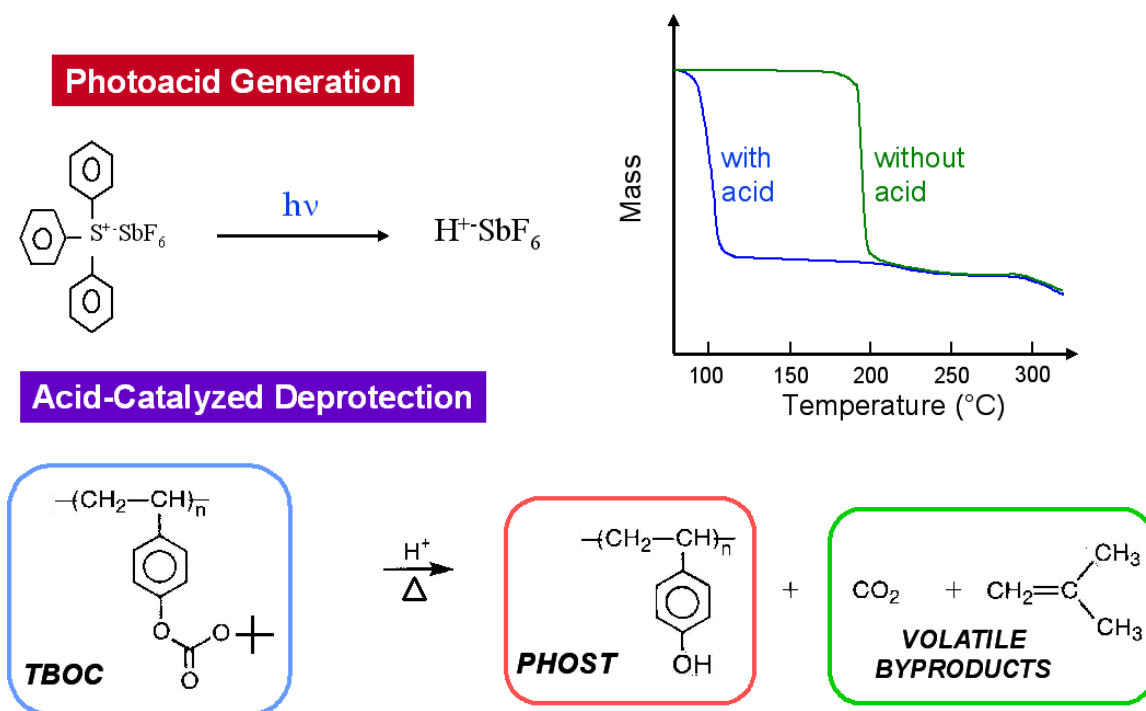 Photoacid Generation
S⁺⁻SbF₆
hν
H⁺⁻SbF₆
Mass
with
acid
without
acid
100 150 200 250 300
Temperature (°C)
Acid-Catalyzed Deprotection
–(CH₂–CH)ₙ–
O
O
O
TBOC
H⁺
Δ
–(CH₂–CH)ₙ–
OH
PHOST
+
CO₂ + CH₂=C
CH₃
CH₃
VOLATILE
BYPRODUCTS